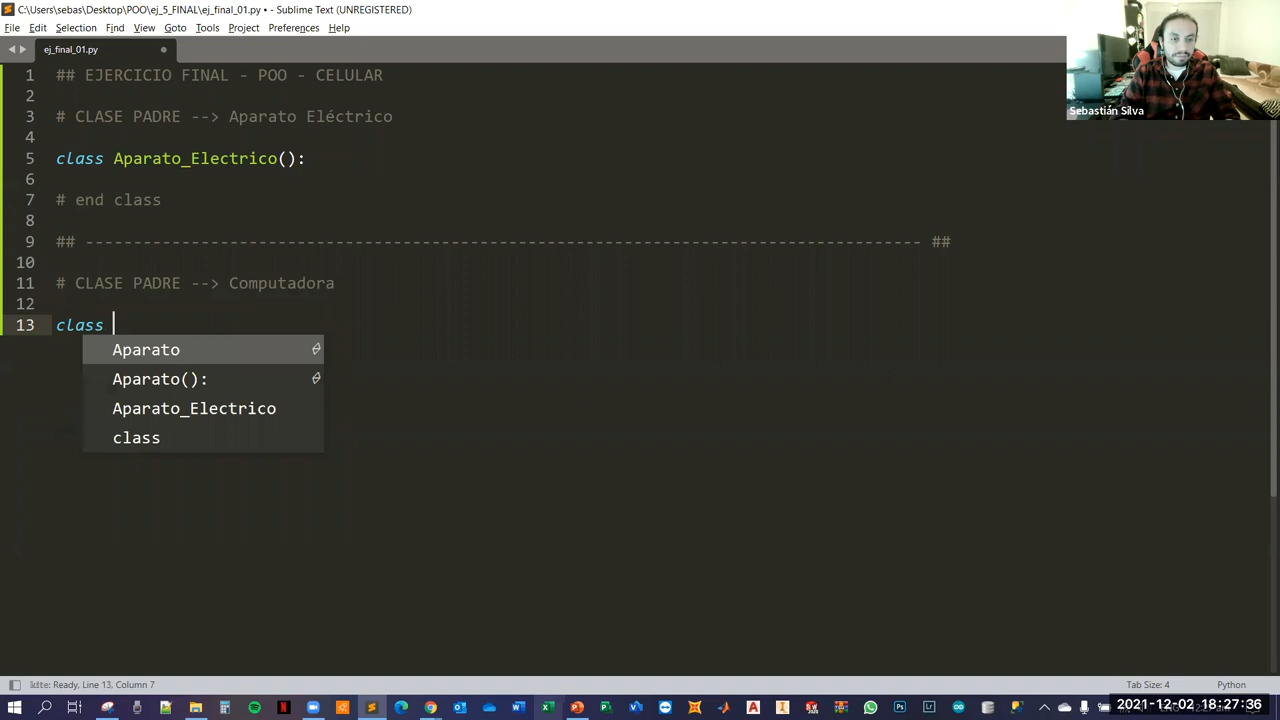 C:\Users\sebas\Desktop\POO\ej_5_FINAL\ej_final_01.py • - Sublime Text (UNREGISTERED)
File Edit Selection Find View Goto Tools Project Preferences Help
ej_final_01.py
Sebastián Silva
1 ## EJERCICIO FINAL - POO - CELULAR
2
3 # CLASE PADRE --> Aparato Eléctrico
4
5 class Aparato_Electrico():
6
7 # end class
8
9 ## --------------------------------------------------------------------------------------- ##
10
11 # CLASE PADRE --> Computadora
12
13 class
Aparato
Aparato():
Aparato_Electrico
class
Ready, Line 13, Column 7
Tab Size: 4
Python
2021-12-02 18:27:36